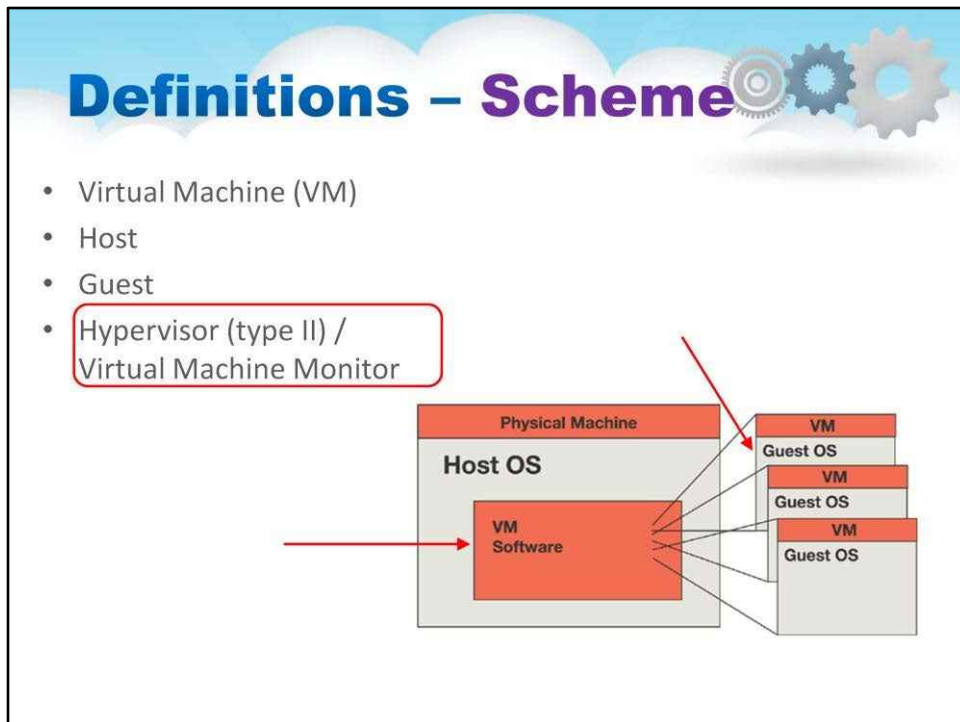 Definitions – Scheme
• Virtual Machine (VM)
• Host
• Guest
• Hypervisor (type II) /
Virtual Machine Monitor
Physical Machine
Host OS
VM
Software
VM
Guest OS
VM
Guest OS
VM
Guest OS